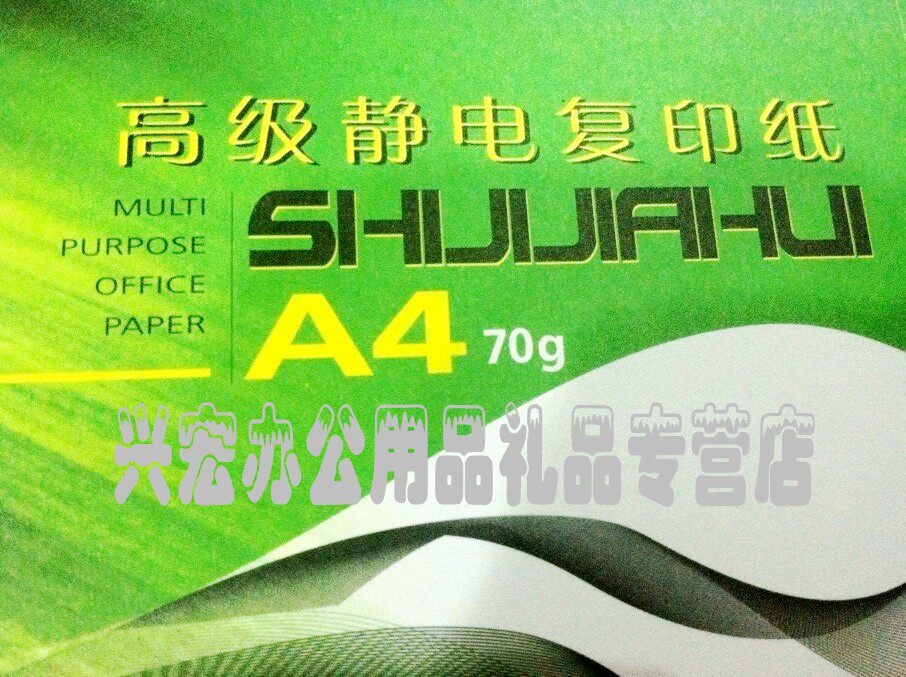 高级静电复印纸
SHUJIAHUI
MULTI
PURPOSE
OFFICE
PAPER
A4 70g
兴宏办公用品礼品专营店